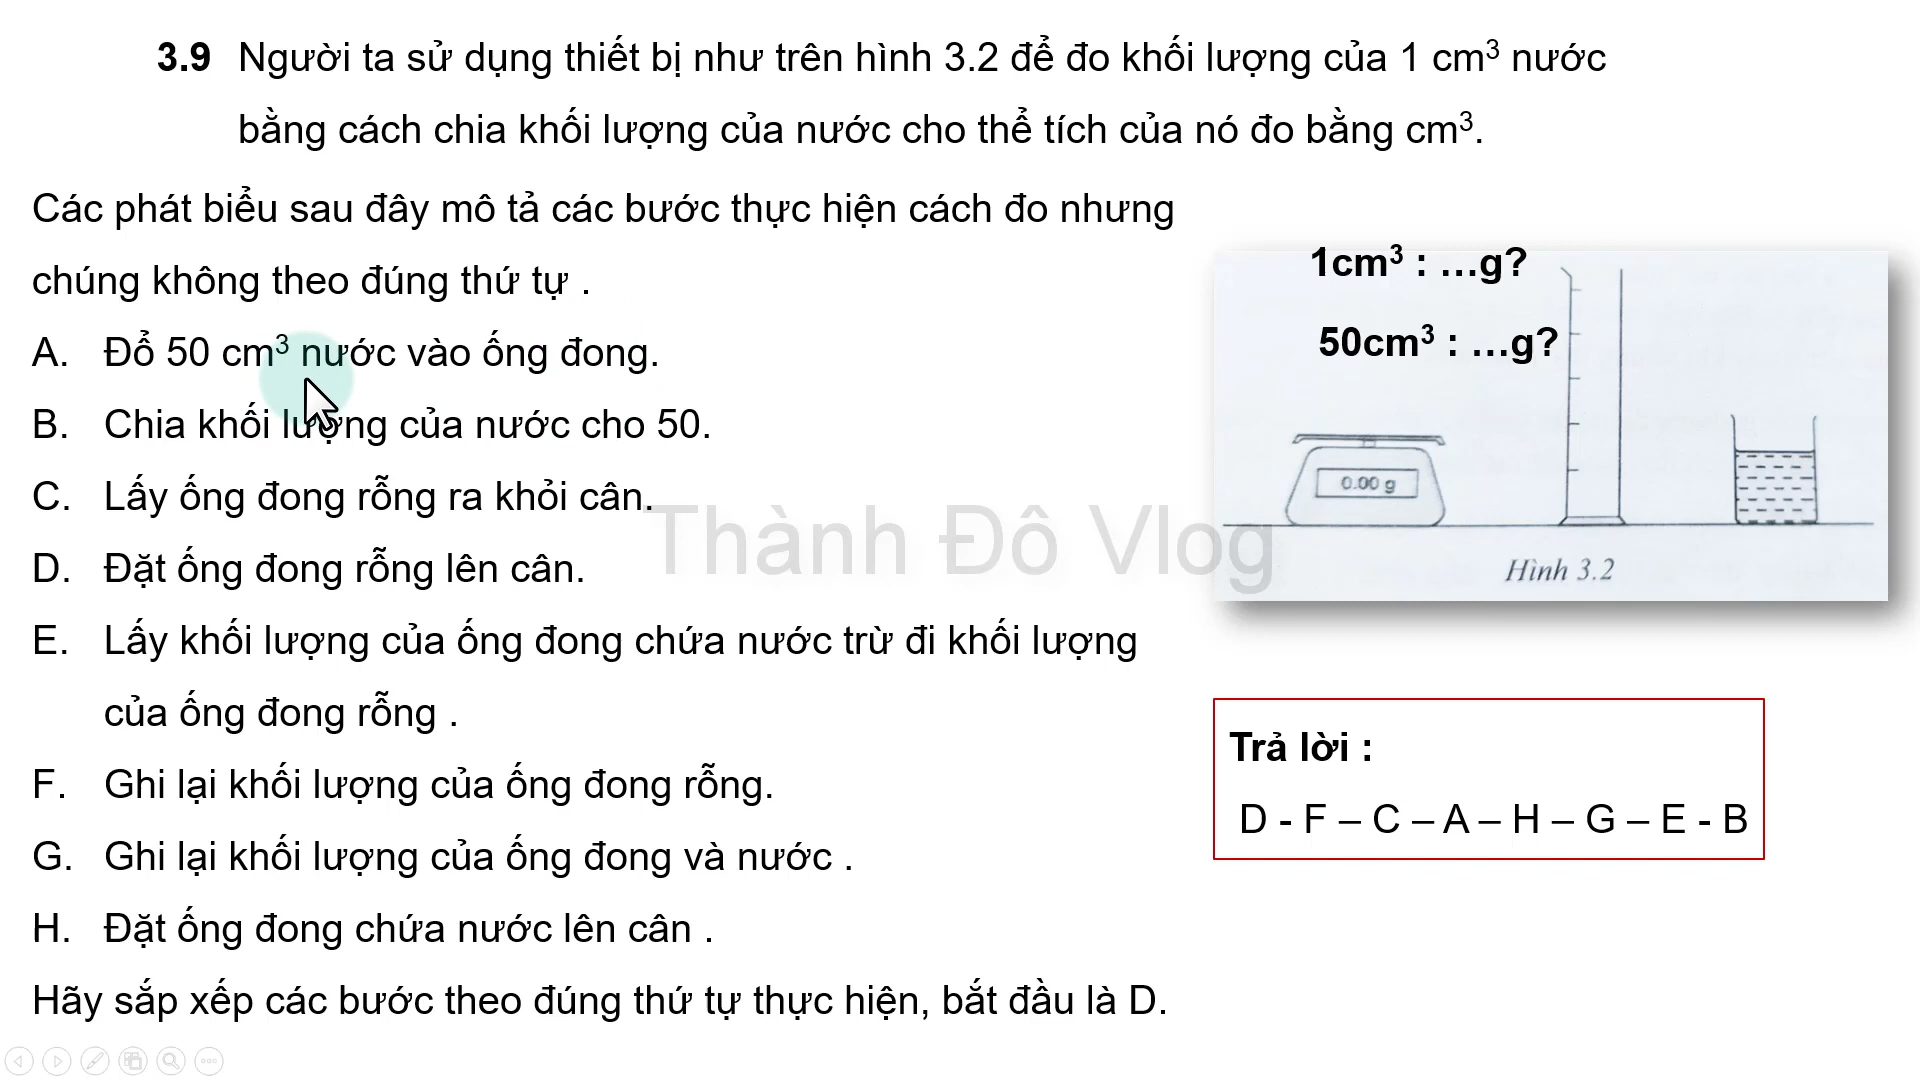 3.9 Người ta sử dụng thiết bị như trên hình 3.2 để đo khối lượng của 1 cm³ nước
bằng cách chia khối lượng của nước cho thể tích của nó đo bằng cm³.
Các phát biểu sau đây mô tả các bước thực hiện cách đo nhưng
chúng không theo đúng thứ tự .
A. Đổ 50 cm³ nước vào ống đong.
B. Chia khối lượng của nước cho 50.
C. Lấy ống đong rỗng ra khỏi cân.
D. Đặt ống đong rỗng lên cân.
E. Lấy khối lượng của ống đong chứa nước trừ đi khối lượng
của ống đong rỗng .
F. Ghi lại khối lượng của ống đong rỗng.
G. Ghi lại khối lượng của ống đong và nước .
H. Đặt ống đong chứa nước lên cân .
Hãy sắp xếp các bước theo đúng thứ tự thực hiện, bắt đầu là D.
1cm³ : ...g?
50cm³ : ...g?
0.00 g
Hình 3.2
Thành Đô Vlog
Trả lời :
D - F – C – A – H – G – E - B